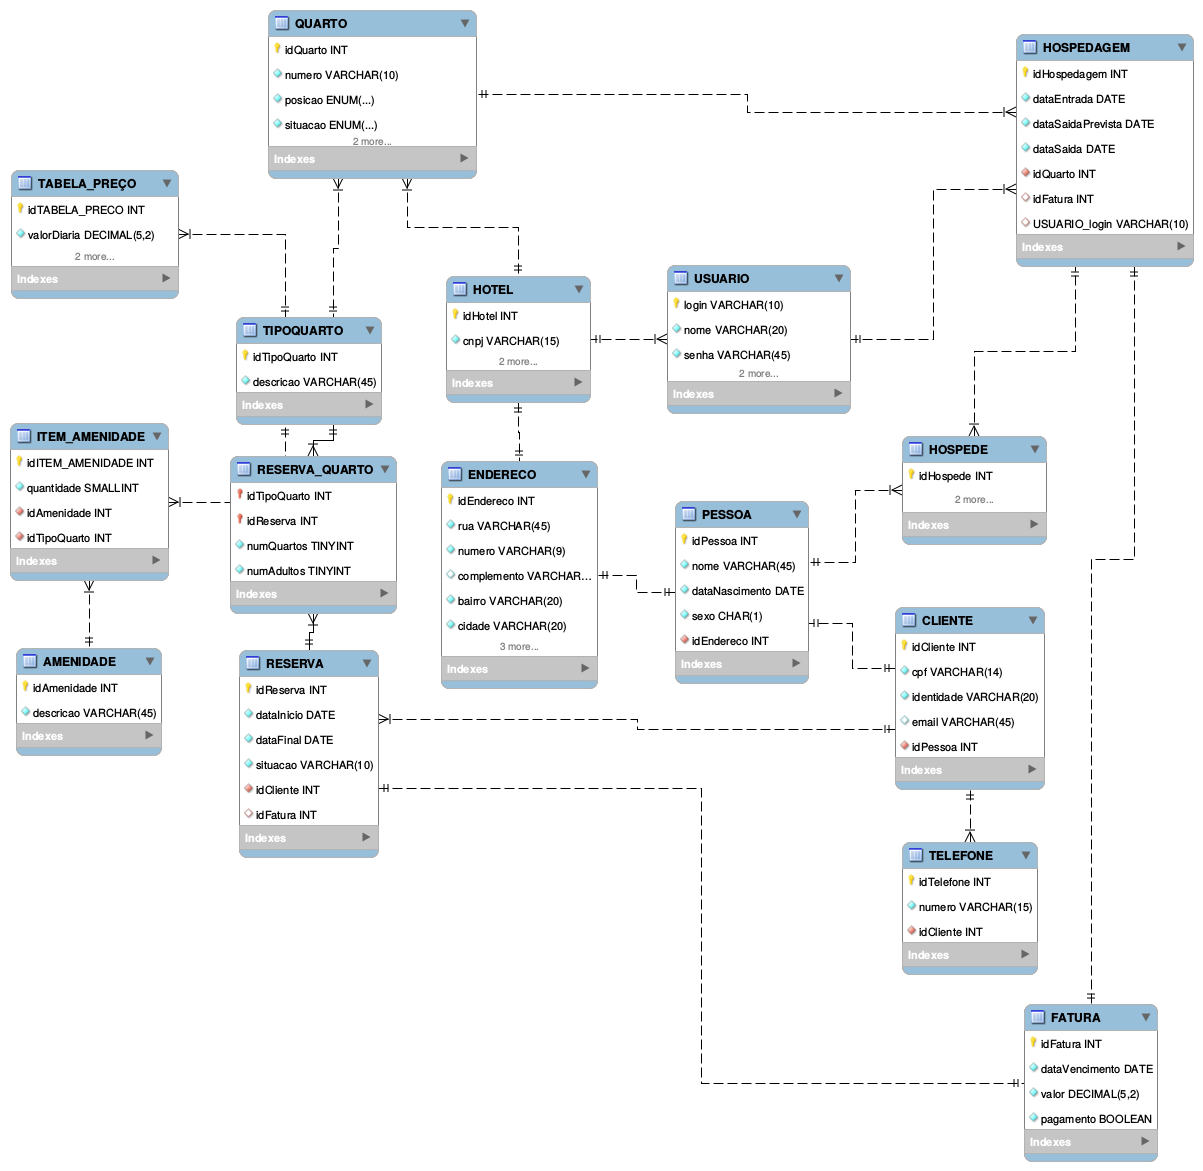 QUARTO
idQuarto INT
numero VARCHAR(10)
posicao ENUM(...)
situacao ENUM(...)
2 more...
Indexes
HOSPEDAGEM
idHospedagem INT
dataEntrada DATE
dataSaidaPrevista DATE
dataSaida DATE
idQuarto INT
idFatura INT
USUARIO_login VARCHAR(10)
Indexes
TABELA_PREÇO
idTABELA_PRECO INT
valorDiaria DECIMAL(5,2)
2 more...
Indexes
HOTEL
idHotel INT
cnpj VARCHAR(15)
2 more...
Indexes
USUARIO
login VARCHAR(10)
nome VARCHAR(20)
senha VARCHAR(45)
2 more...
Indexes
TIPOQUARTO
idTipoQuarto INT
descricao VARCHAR(45)
Indexes
ITEM_AMENIDADE
idITEM_AMENIDADE INT
quantidade SMALLINT
idAmenidade INT
idTipoQuarto INT
Indexes
RESERVA_QUARTO
idTipoQuarto INT
idReserva INT
numQuartos TINYINT
numAdultos TINYINT
Indexes
ENDERECO
idEndereco INT
rua VARCHAR(45)
numero VARCHAR(9)
complemento VARCHAR...
bairro VARCHAR(20)
cidade VARCHAR(20)
3 more...
Indexes
HOSPEDE
idHospede INT
2 more...
Indexes
PESSOA
idPessoa INT
nome VARCHAR(45)
dataNascimento DATE
sexo CHAR(1)
idEndereco INT
Indexes
CLIENTE
idCliente INT
cpf VARCHAR(14)
identidade VARCHAR(20)
email VARCHAR(45)
idPessoa INT
Indexes
AMENIDADE
idAmenidade INT
descricao VARCHAR(45)
Indexes
RESERVA
idReserva INT
dataInicio DATE
dataFinal DATE
situacao VARCHAR(10)
idCliente INT
idFatura INT
Indexes
TELEFONE
idTelefone INT
numero VARCHAR(15)
idCliente INT
Indexes
FATURA
idFatura INT
dataVencimento DATE
valor DECIMAL(5,2)
pagamento BOOLEAN
Indexes